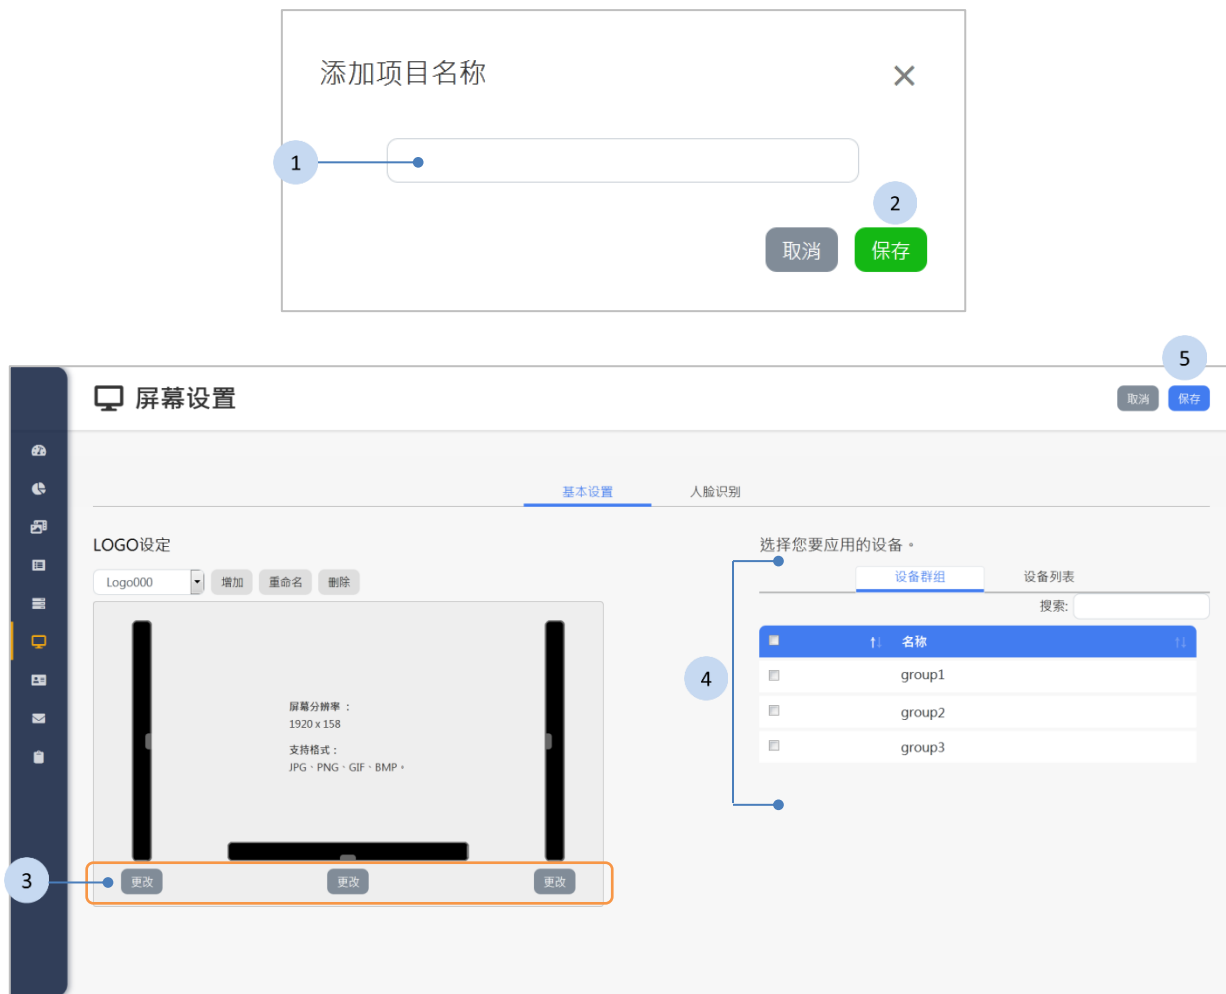 添加项目名称
1
2
取消 保存
5
屏幕设置
取消 保存
基本设置 人脸识别
LOGO设定
Logo000 增加 重命名 删除
屏幕分辨率 :
1920 x 158
支持格式:
JPG、PNG、GIF、BMP。
3
更改 更改 更改
选择您要应用的设备。
设备群组 设备列表
搜索:
名称
4
group1
group2
group3